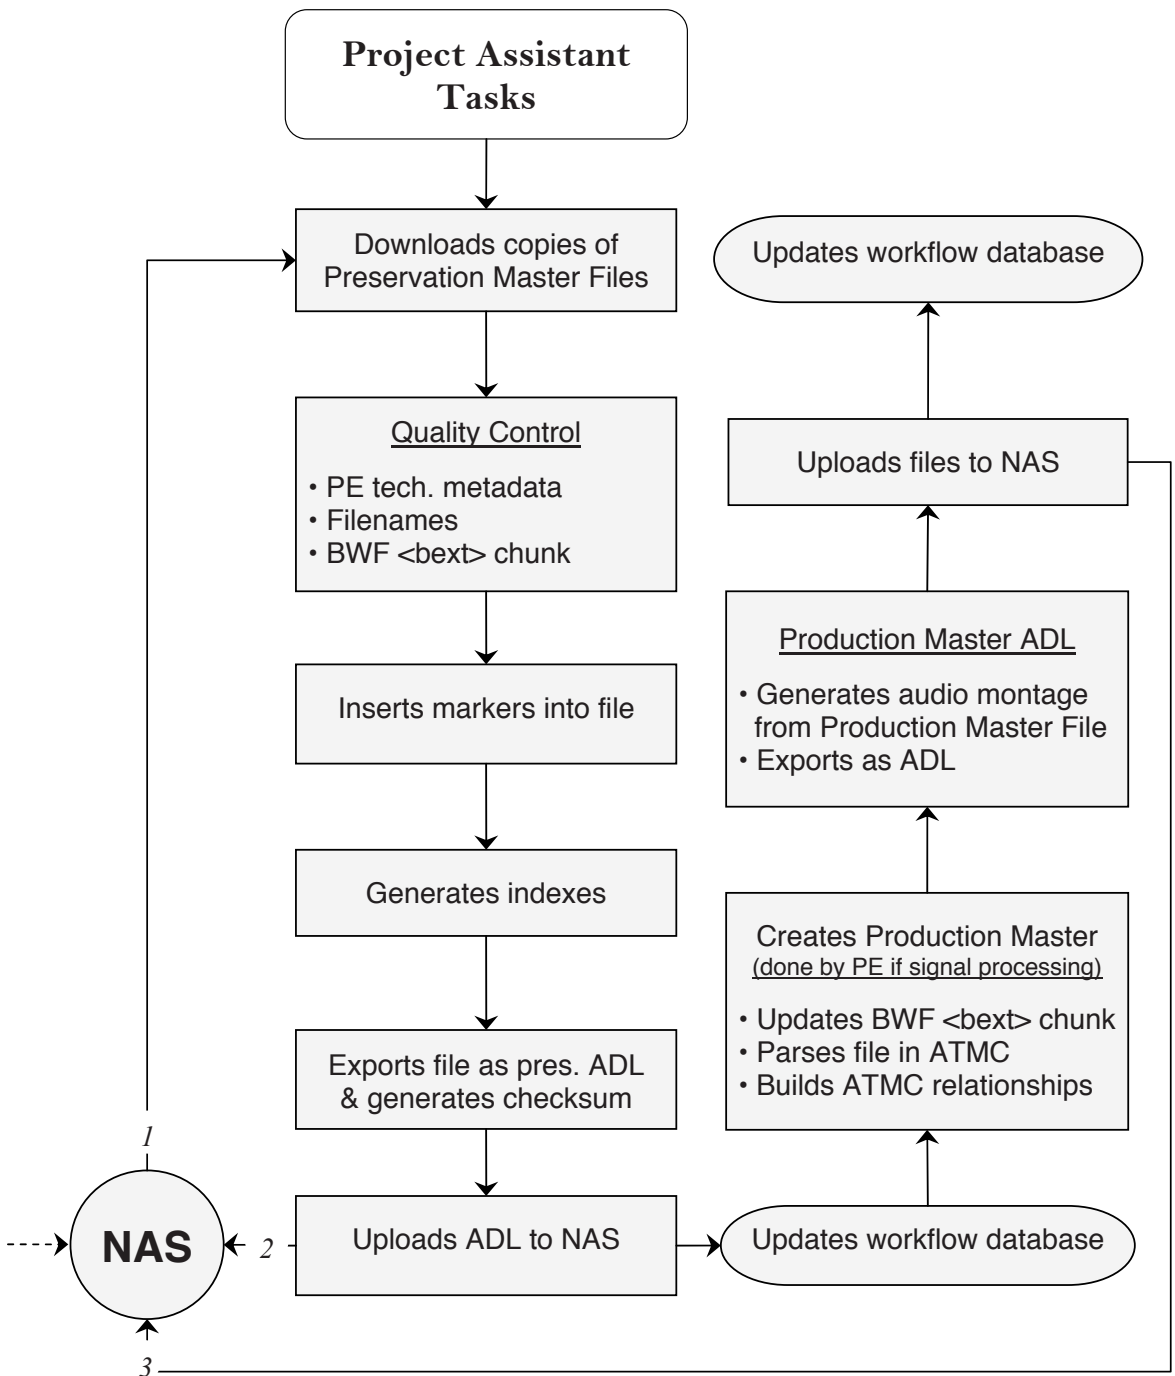 Project Assistant
Tasks
Downloads copies of
Preservation Master Files
Quality Control
• PE tech. metadata
• Filenames
• BWF <bext> chunk
Inserts markers into file
Generates indexes
Exports file as pres. ADL
& generates checksum
Uploads ADL to NAS
1
NAS
2
3
Updates workflow database
Creates Production Master
(done by PE if signal processing)
• Updates BWF <bext> chunk
• Parses file in ATMC
• Builds ATMC relationships
Production Master ADL
• Generates audio montage
from Production Master File
• Exports as ADL
Uploads files to NAS
Updates workflow database